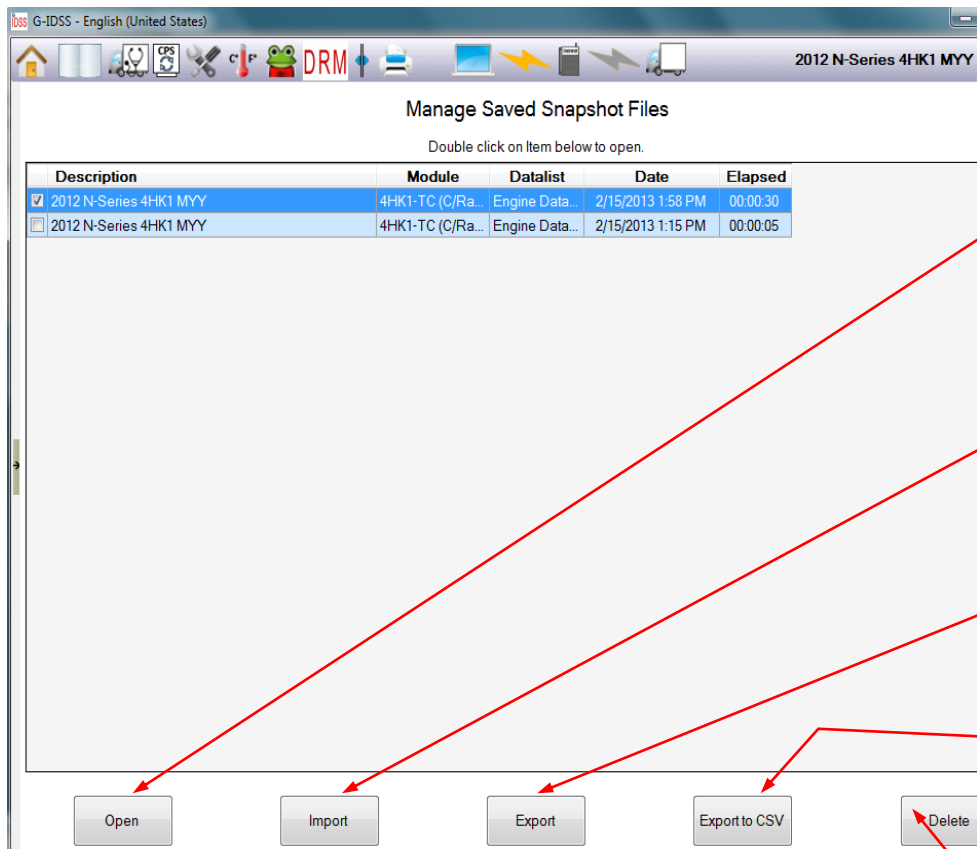 idss G-IDSS - English (United States)
CPS C° F° DRM 2012 N-Series 4HK1 MYY
Manage Saved Snapshot Files
Double click on Item below to open.
Description Module Datalist Date Elapsed
2012 N-Series 4HK1 MYY 4HK1-TC (C/Ra... Engine Data... 2/15/2013 1:58 PM 00:00:30
2012 N-Series 4HK1 MYY 4HK1-TC (C/Ra... Engine Data... 2/15/2013 1:15 PM 00:00:05
Open Import Export Export to CSV Delete